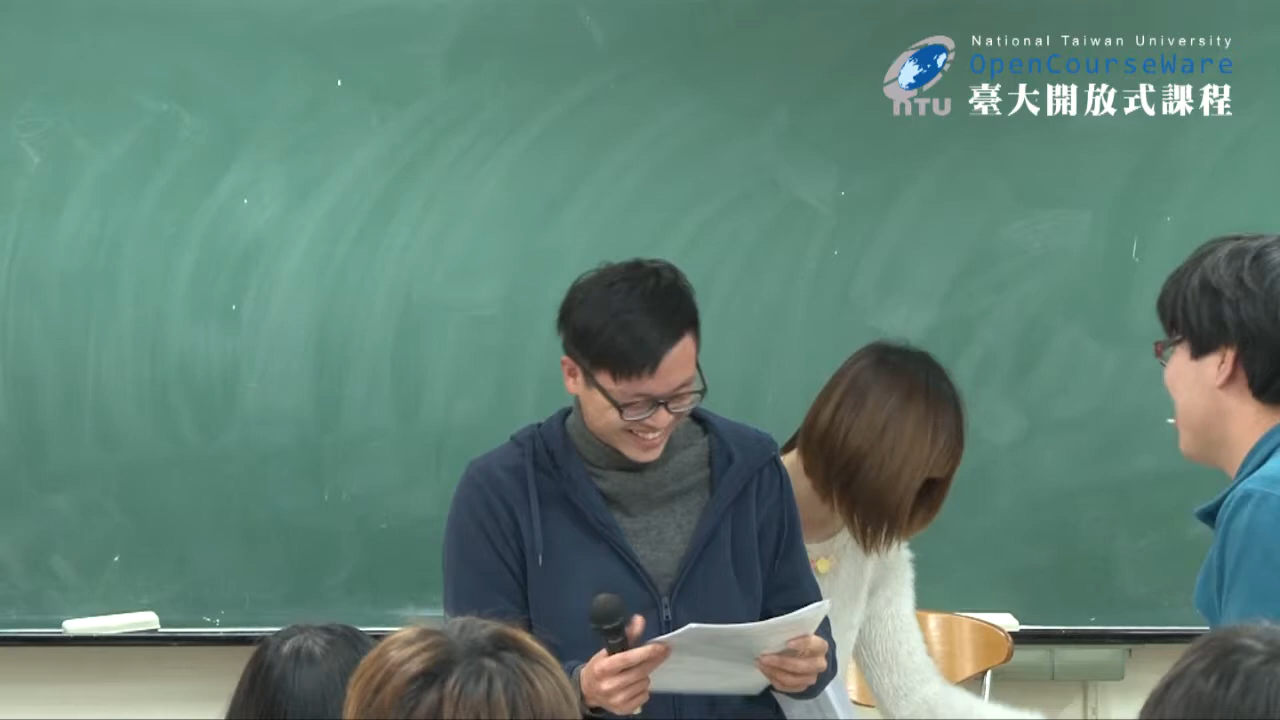 National Taiwan University
OpenCourseWare
NTU
臺大開放式課程